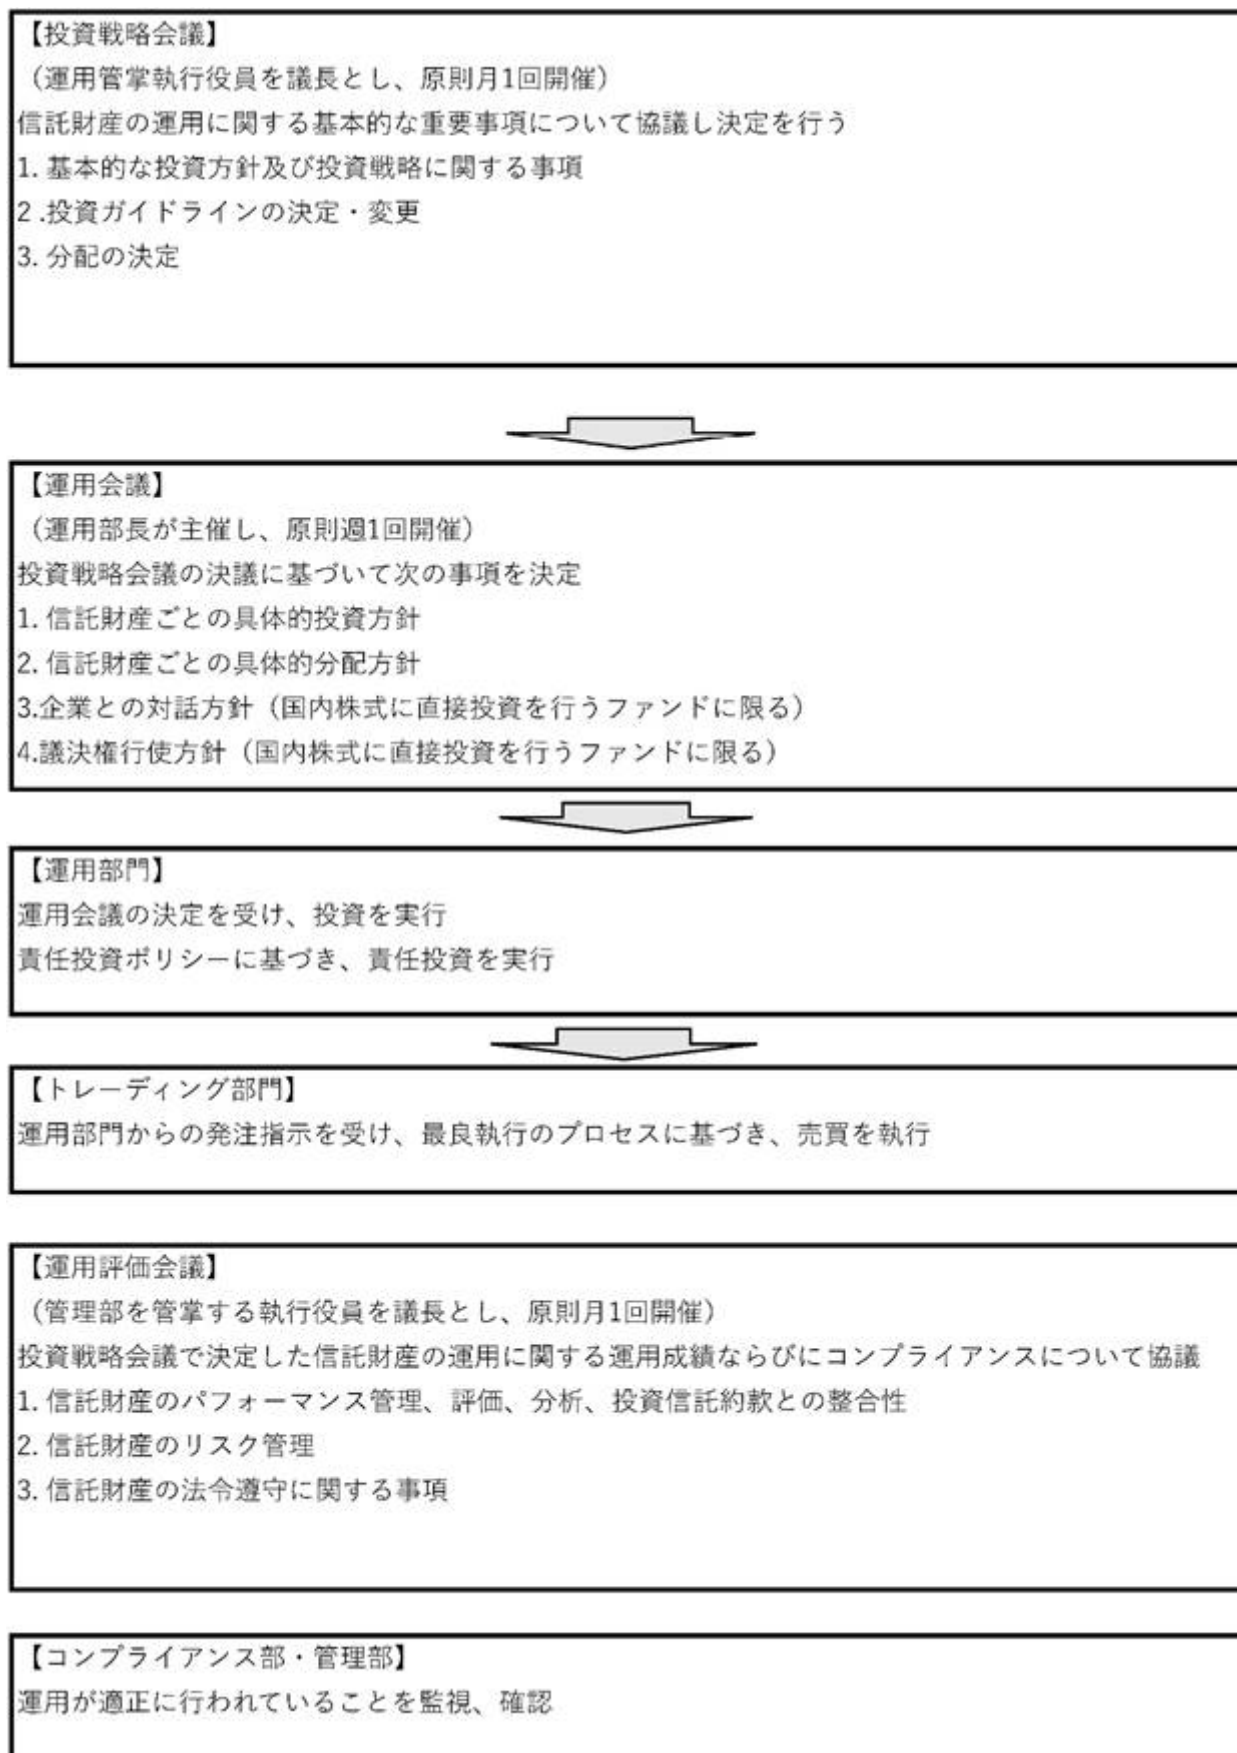 【投資戦略会議】
（運用管掌執行役員を議長とし、原則月1回開催）
信託財産の運用に関する基本的な重要事項について協議し決定を行う
1. 基本的な投資方針及び投資戦略に関する事項
2 .投資ガイドラインの決定・変更
3. 分配の決定
【運用会議】
（運用部長が主催し、原則週1回開催）
投資戦略会議の決議に基づいて次の事項を決定
1. 信託財産ごとの具体的投資方針
2. 信託財産ごとの具体的分配方針
3.企業との対話方針（国内株式に直接投資を行うファンドに限る）
4.議決権行使方針（国内株式に直接投資を行うファンドに限る）
【運用部門】
運用会議の決定を受け、投資を実行
責任投資ポリシーに基づき、責任投資を実行
【トレーディング部門】
運用部門からの発注指示を受け、最良執行のプロセスに基づき、売買を執行
【運用評価会議】
（管理部を管掌する執行役員を議長とし、原則月1回開催）
投資戦略会議で決定した信託財産の運用に関する運用成績ならびにコンプライアンスについて協議
1. 信託財産のパフォーマンス管理、評価、分析、投資信託約款との整合性
2. 信託財産のリスク管理
3. 信託財産の法令遵守に関する事項
【コンプライアンス部・管理部】
運用が適正に行われていることを監視、確認